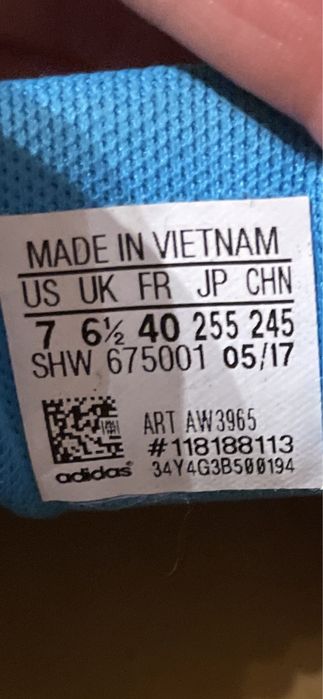 MADE IN VIETNAM
US UK FR JP CHN
7 6½ 40 255 245
SHW 675001 05/17
ART AW3965
#118188113
adidas 34Y4G3B500194